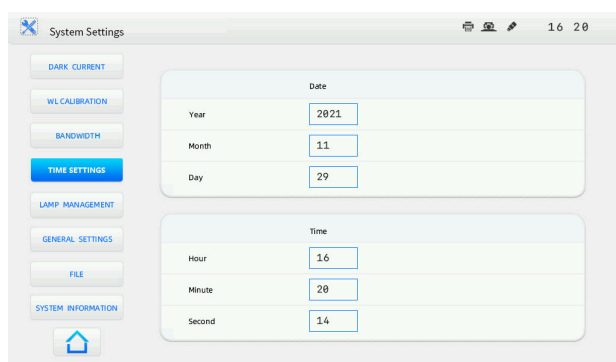 System Settings
16 20
DARK CURRENT
WL CALIBRATION
BANDWIDTH
TIME SETTINGS
LAMP MANAGEMENT
GENERAL SETTINGS
FILE
SYSTEM INFORMATION
Date
Year 2021
Month 11
Day 29
Time
Hour 16
Minute 20
Second 14